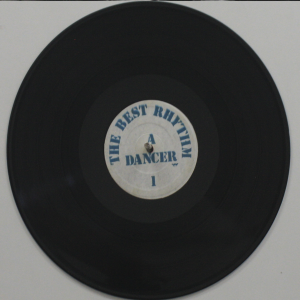 THE BEST RHYTHM
A
DANCER
1